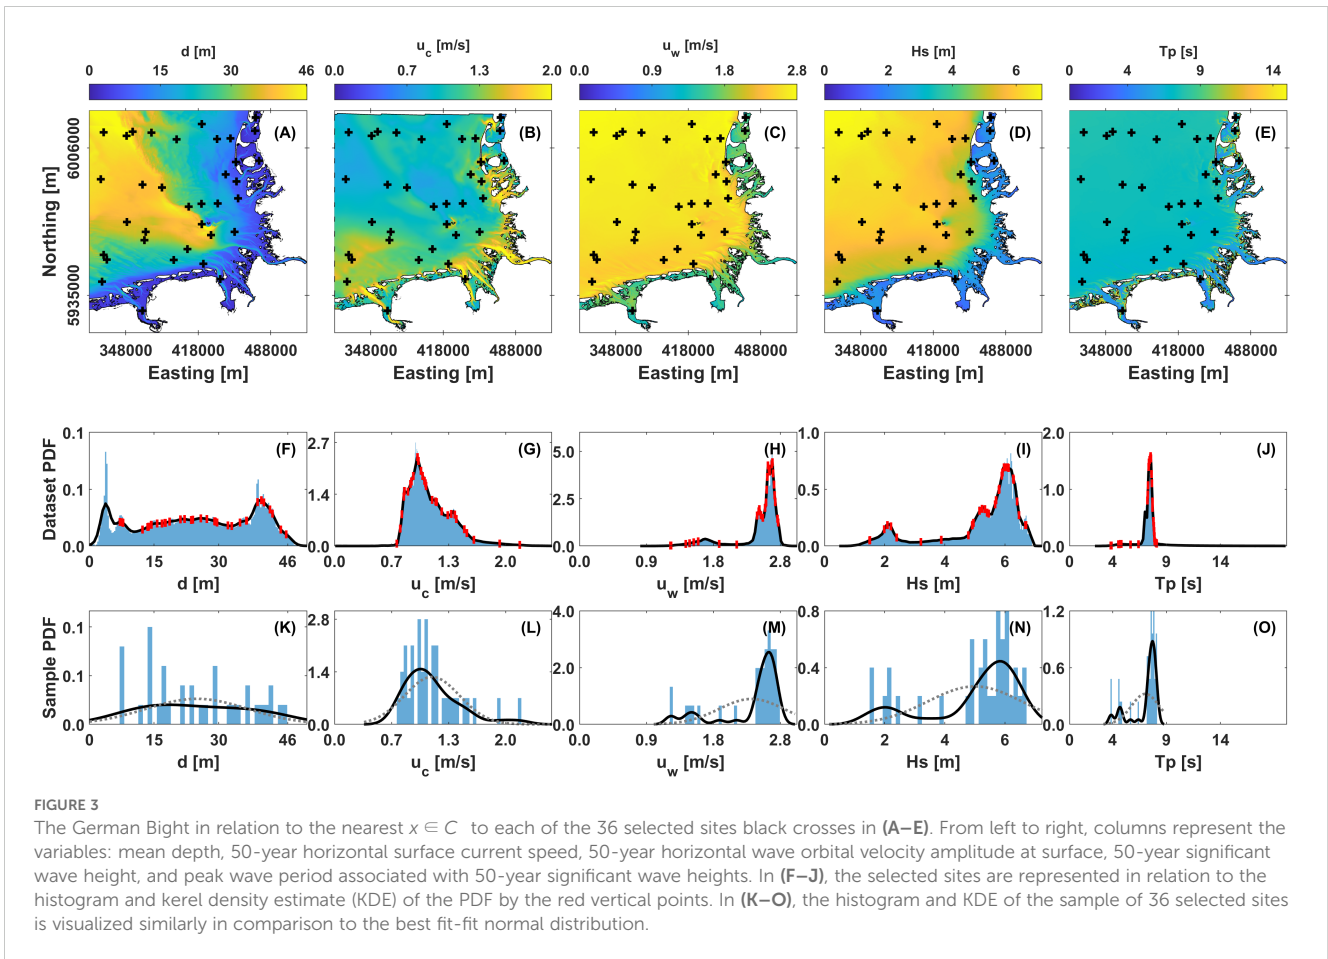 d [m]
0 15 30 46
u_c [m/s]
0.0 0.7 1.3 2.0
u_w [m/s]
0.0 0.9 1.8 2.8
Hs [m]
0 2 4 6
Tp [s]
0 4 9 14
(A) (B) (C) (D) (E)
Northing [m]
6006000
5935000
348000 418000 488000
348000 418000 488000
348000 418000 488000
348000 418000 488000
348000 418000 488000
Easting [m] Easting [m] Easting [m] Easting [m] Easting [m]
Dataset PDF
0.1
0.1
0.0
(F)
0 15 30 46
d [m]
2.7
1.4
0.0
(G)
0.0 0.7 1.3 2.0
u_c [m/s]
5.0
2.5
0.0
(H)
0.0 0.9 1.8 2.8
u_w [m/s]
1.0
0.5
0.0
(I)
0 2 4 6
Hs [m]
2.0
1.0
0.0
(J)
0 4 9 14
Tp [s]
Sample PDF
0.1
0.1
0.0
(K)
0 15 30 46
d [m]
2.8
1.4
0.0
(L)
0.0 0.7 1.3 2.0
u_c [m/s]
4.0
2.0
0.0
(M)
0.0 0.9 1.8 2.8
u_w [m/s]
0.8
0.4
0.0
(N)
0 2 4 6
Hs [m]
1.2
0.6
0.0
(O)
0 4 9 14
Tp [s]
FIGURE 3
The German Bight in relation to the nearest x ∈ C to each of the 36 selected sites black crosses in (A–E). From left to right, columns represent the
variables: mean depth, 50-year horizontal surface current speed, 50-year horizontal wave orbital velocity amplitude at surface, 50-year significant
wave height, and peak wave period associated with 50-year significant wave heights. In (F–J), the selected sites are represented in relation to the
histogram and kerel density estimate (KDE) of the PDF by the red vertical points. In (K–O), the histogram and KDE of the sample of 36 selected sites
is visualized similarly in comparison to the best fit-fit normal distribution.